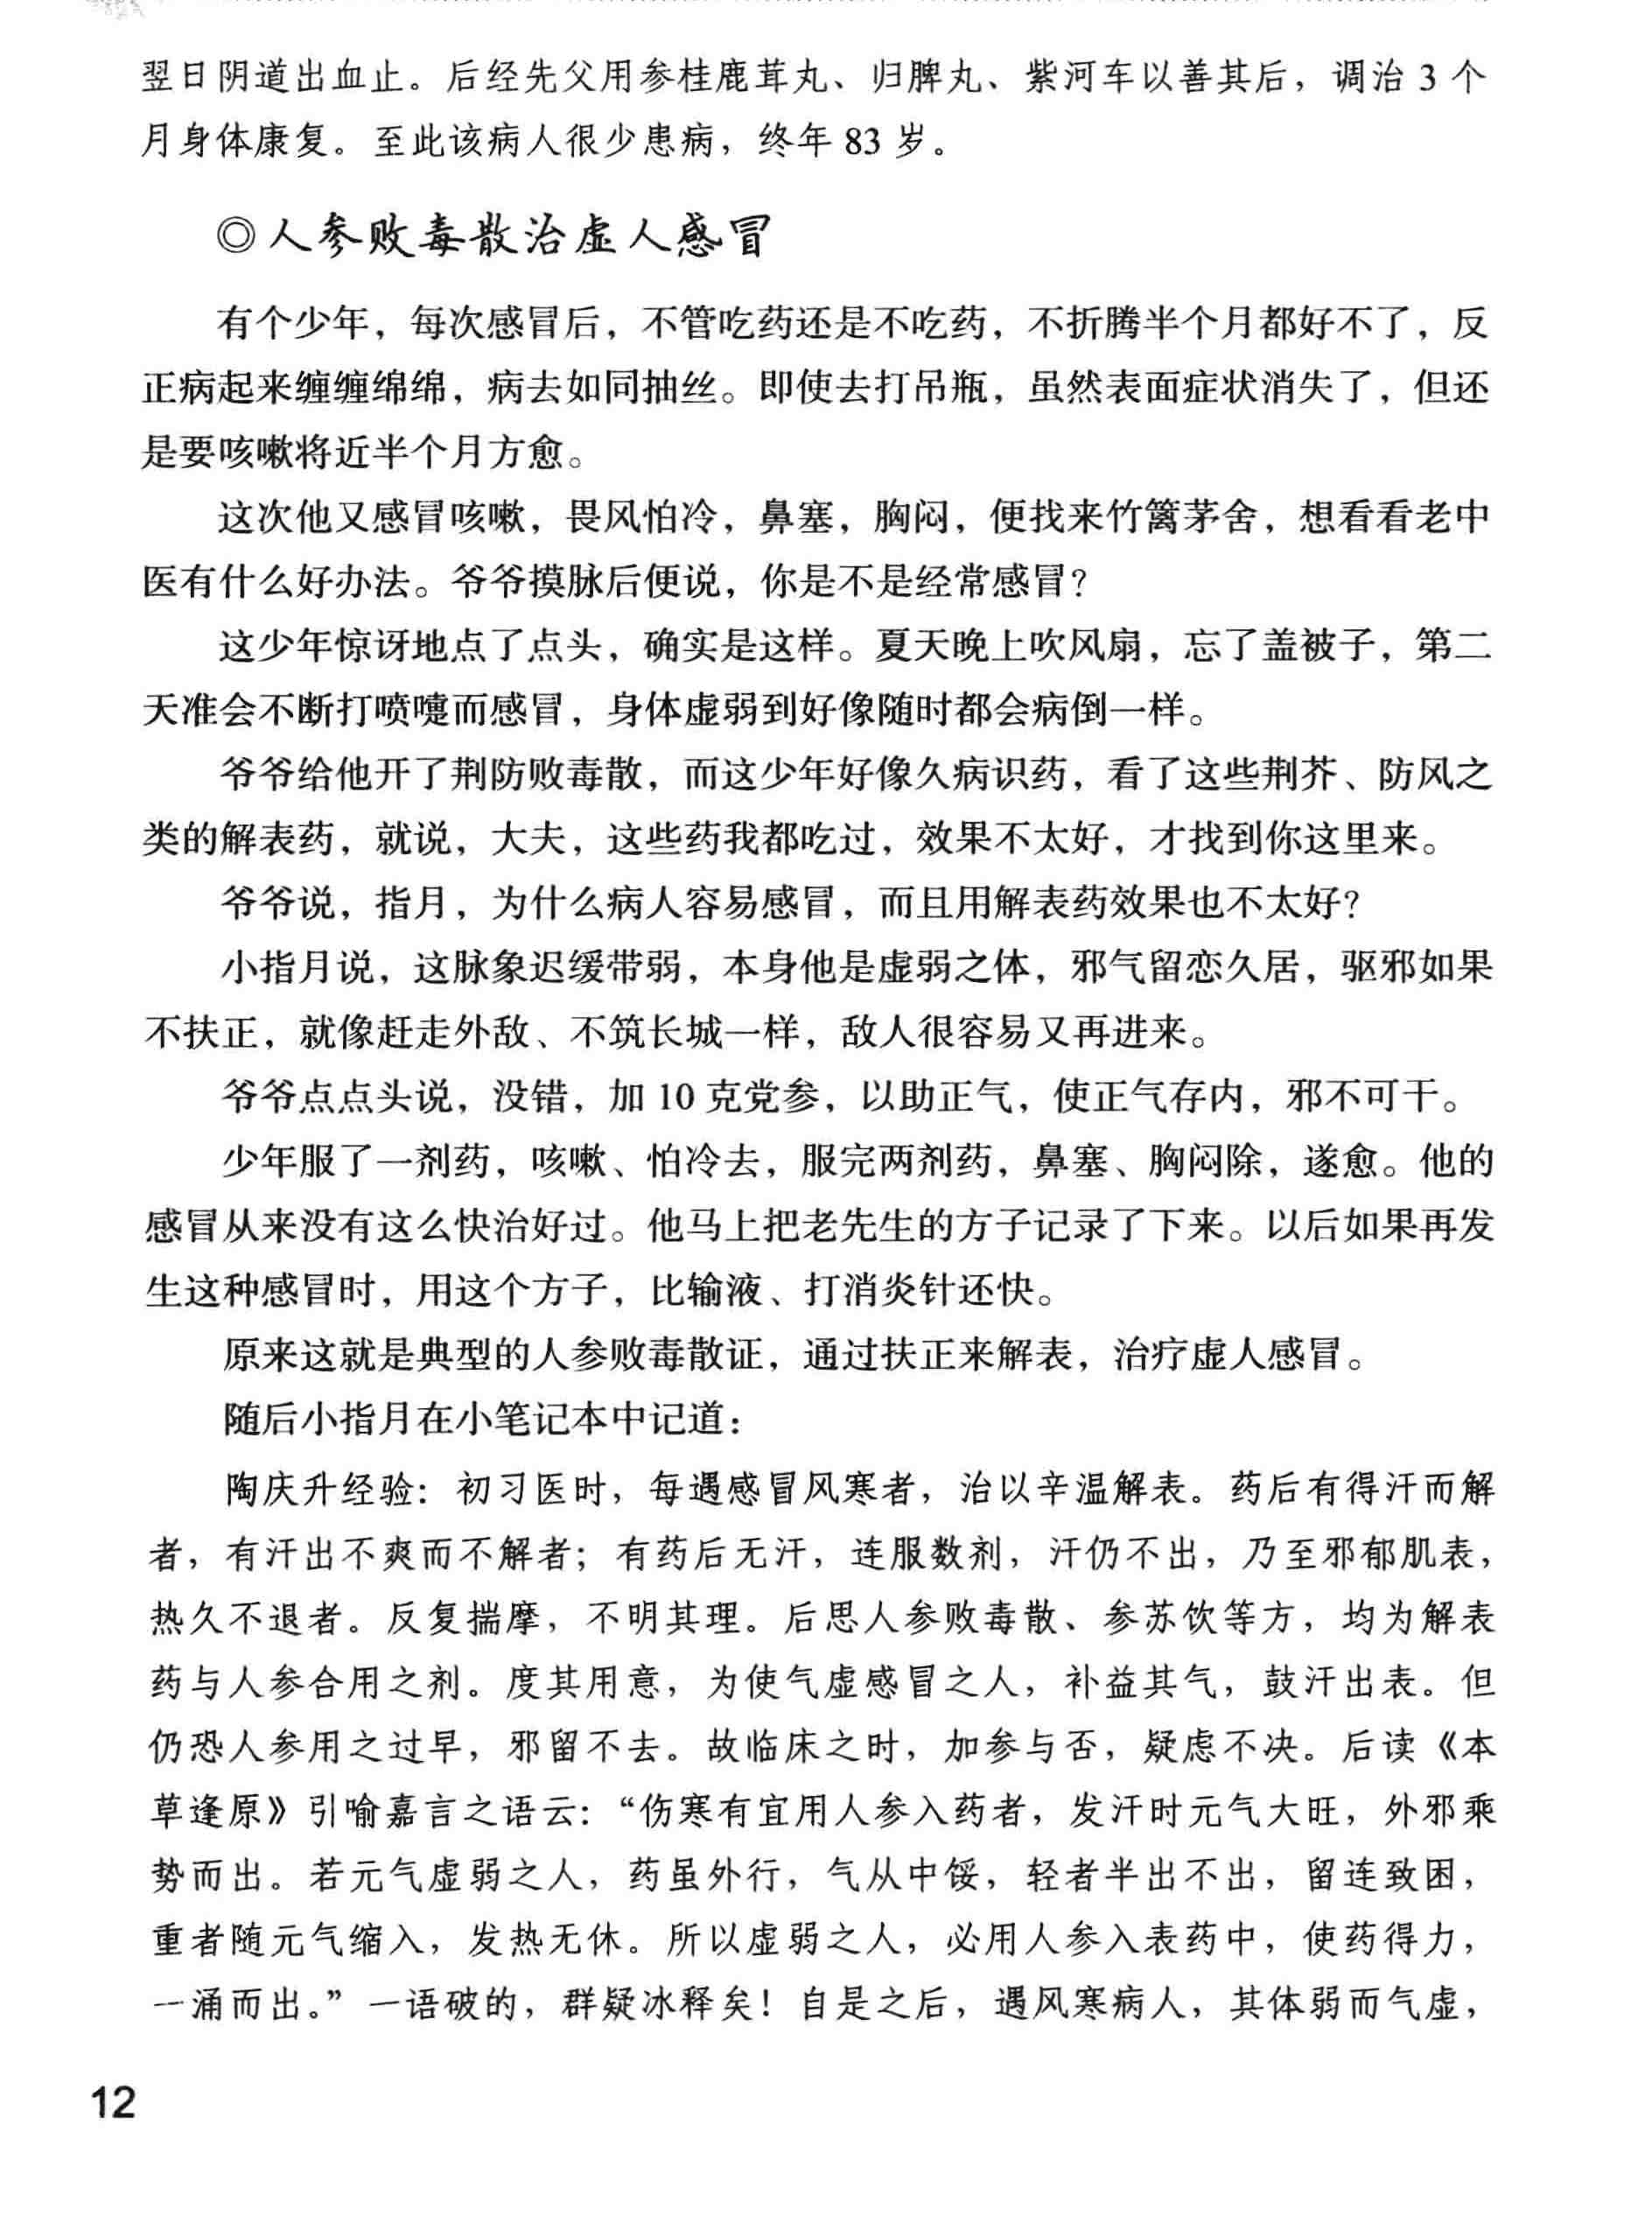 翌日阴道出血止。后经先父用参桂鹿茸丸、归脾丸、紫河车以善其后，调治 3 个
月身体康复。至此该病人很少患病，终年 83 岁。
◎人参败毒散治虚人感冒
有个少年，每次感冒后，不管吃药还是不吃药，不折腾半个月都好不了，反
正病起来缠缠绵绵，病去如同抽丝。即使去打吊瓶，虽然表面症状消失了，但还
是要咳嗽将近半个月方愈。
这次他又感冒咳嗽，畏风怕冷，鼻塞，胸闷，便找来竹篱茅舍，想看看老中
医有什么好办法。爷爷摸脉后便说，你是不是经常感冒？
这少年惊讶地点了点头，确实是这样。夏天晚上吹风扇，忘了盖被子，第二
天准会不断打喷嚏而感冒，身体虚弱到好像随时都会病倒一样。
爷爷给他开了荆防败毒散，而这少年好像久病识药，看了这些荆芥、防风之
类的解表药，就说，大夫，这些药我都吃过，效果不太好，才找到你这里来。
爷爷说，指月，为什么病人容易感冒，而且用解表药效果也不太好？
小指月说，这脉象迟缓带弱，本身他是虚弱之体，邪气留恋久居，驱邪如果
不扶正，就像赶走外敌、不筑长城一样，敌人很容易又再进来。
爷爷点点头说，没错，加 10 克党参，以助正气，使正气存内，邪不可干。
少年服了一剂药，咳嗽、怕冷去，服完两剂药，鼻塞、胸闷除，遂愈。他的
感冒从来没有这么快治好过。他马上把老先生的方子记录了下来。以后如果再发
生这种感冒时，用这个方子，比输液、打消炎针还快。
原来这就是典型的人参败毒散证，通过扶正来解表，治疗虚人感冒。
随后小指月在小笔记本中记道：
陶庆升经验：初习医时，每遇感冒风寒者，治以辛温解表。药后有得汗而解
者，有汗出不爽而不解者；有药后无汗，连服数剂，汗仍不出，乃至邪郁肌表，
热久不退者。反复揣摩，不明其理。后思人参败毒散、参苏饮等方，均为解表
药与人参合用之剂。度其用意，为使气虚感冒之人，补益其气，鼓汗出表。但
仍恐人参用之过早，邪留不去。故临床之时，加参与否，疑虑不决。后读《本
草逢原》引喻嘉言之语云：“伤寒有宜用人参入药者，发汗时元气大旺，外邪乘
势而出。若元气虚弱之人，药虽外行，气从中馁，轻者半出不出，留连致困，
重者随元气缩入，发热无休。所以虚弱之人，必用人参入表药中，使药得力，
一涌而出。”一语破的，群疑冰释矣！自是之后，遇风寒病人，其体弱而气虚，
12